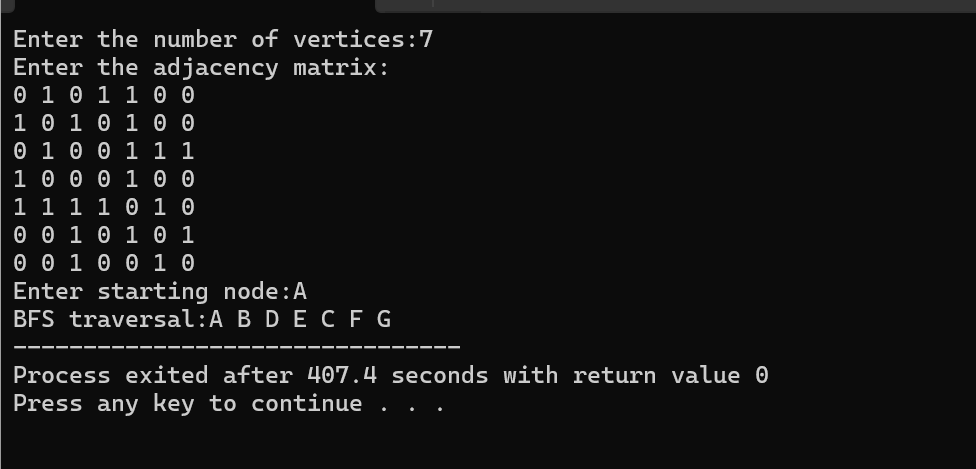 Enter the number of vertices:7
Enter the adjacency matrix:
0 1 0 1 1 0 0
1 0 1 0 1 0 0
0 1 0 0 1 1 1
1 0 0 0 1 0 0
1 1 1 1 0 1 0
0 0 1 0 1 0 1
0 0 1 0 0 1 0
Enter starting node:A
BFS traversal:A B D E C F G
--------------------------------
Process exited after 407.4 seconds with return value 0
Press any key to continue . . .